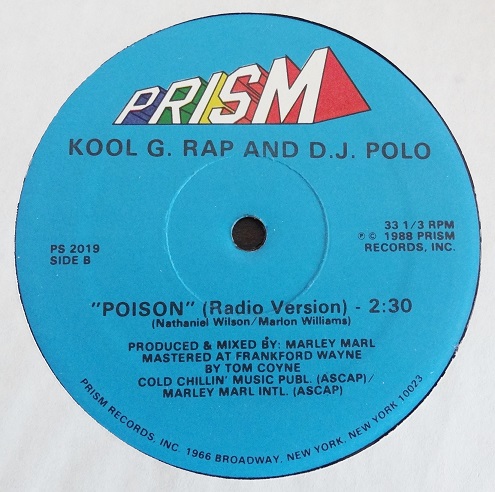 PRISM
KOOL G. RAP AND D.J. POLO
PS 2019
SIDE B
33 1/3 RPM
℗ © 1988 PRISM
RECORDS, INC.
"POISON" (Radio Version) - 2:30
(Nathaniel Wilson/Marlon Williams)
PRODUCED & MIXED BY: MARLEY MARL
MASTERED AT FRANKFORD WAYNE
BY TOM COYNE
COLD CHILLIN' MUSIC PUBL. (ASCAP)/
MARLEY MARL INTL. (ASCAP)
PRISM RECORDS, INC. 1966 BROADWAY, NEW YORK, NEW YORK 10023